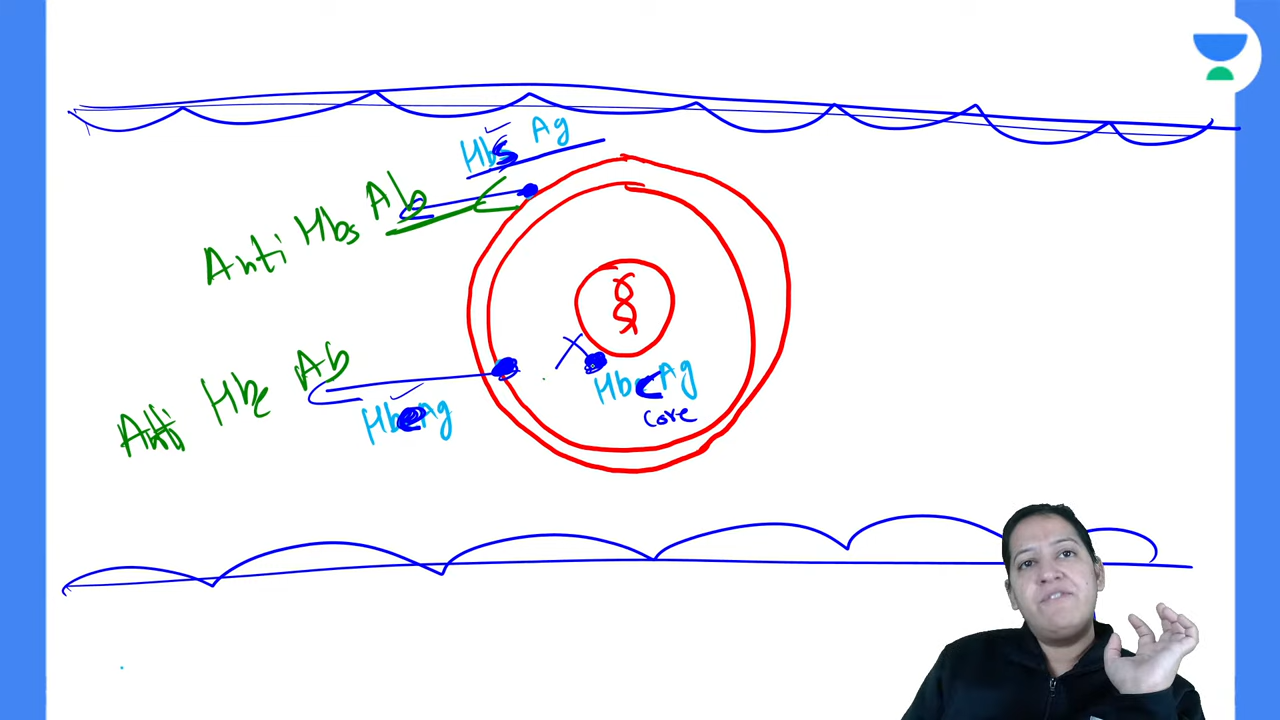 HbsAg
Anti Hbs Ab
Anti Hbe Ab
HbeAg
HbcAg
core